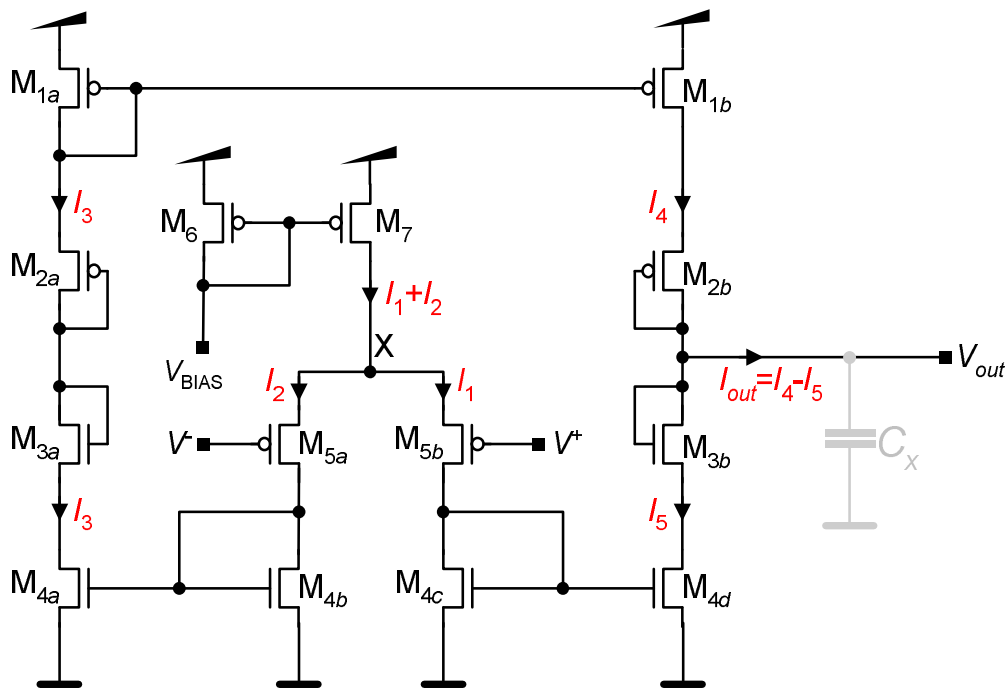 M1a
M1b
I3
I4
M6
M7
M2a
M2b
I1+I2
X
VBIAS
I2
I1
Vout
Iout=I4-I5
V-
M5a
M5b
V+
M3a
M3b
CX
I3
I5
M4a
M4b
M4c
M4d